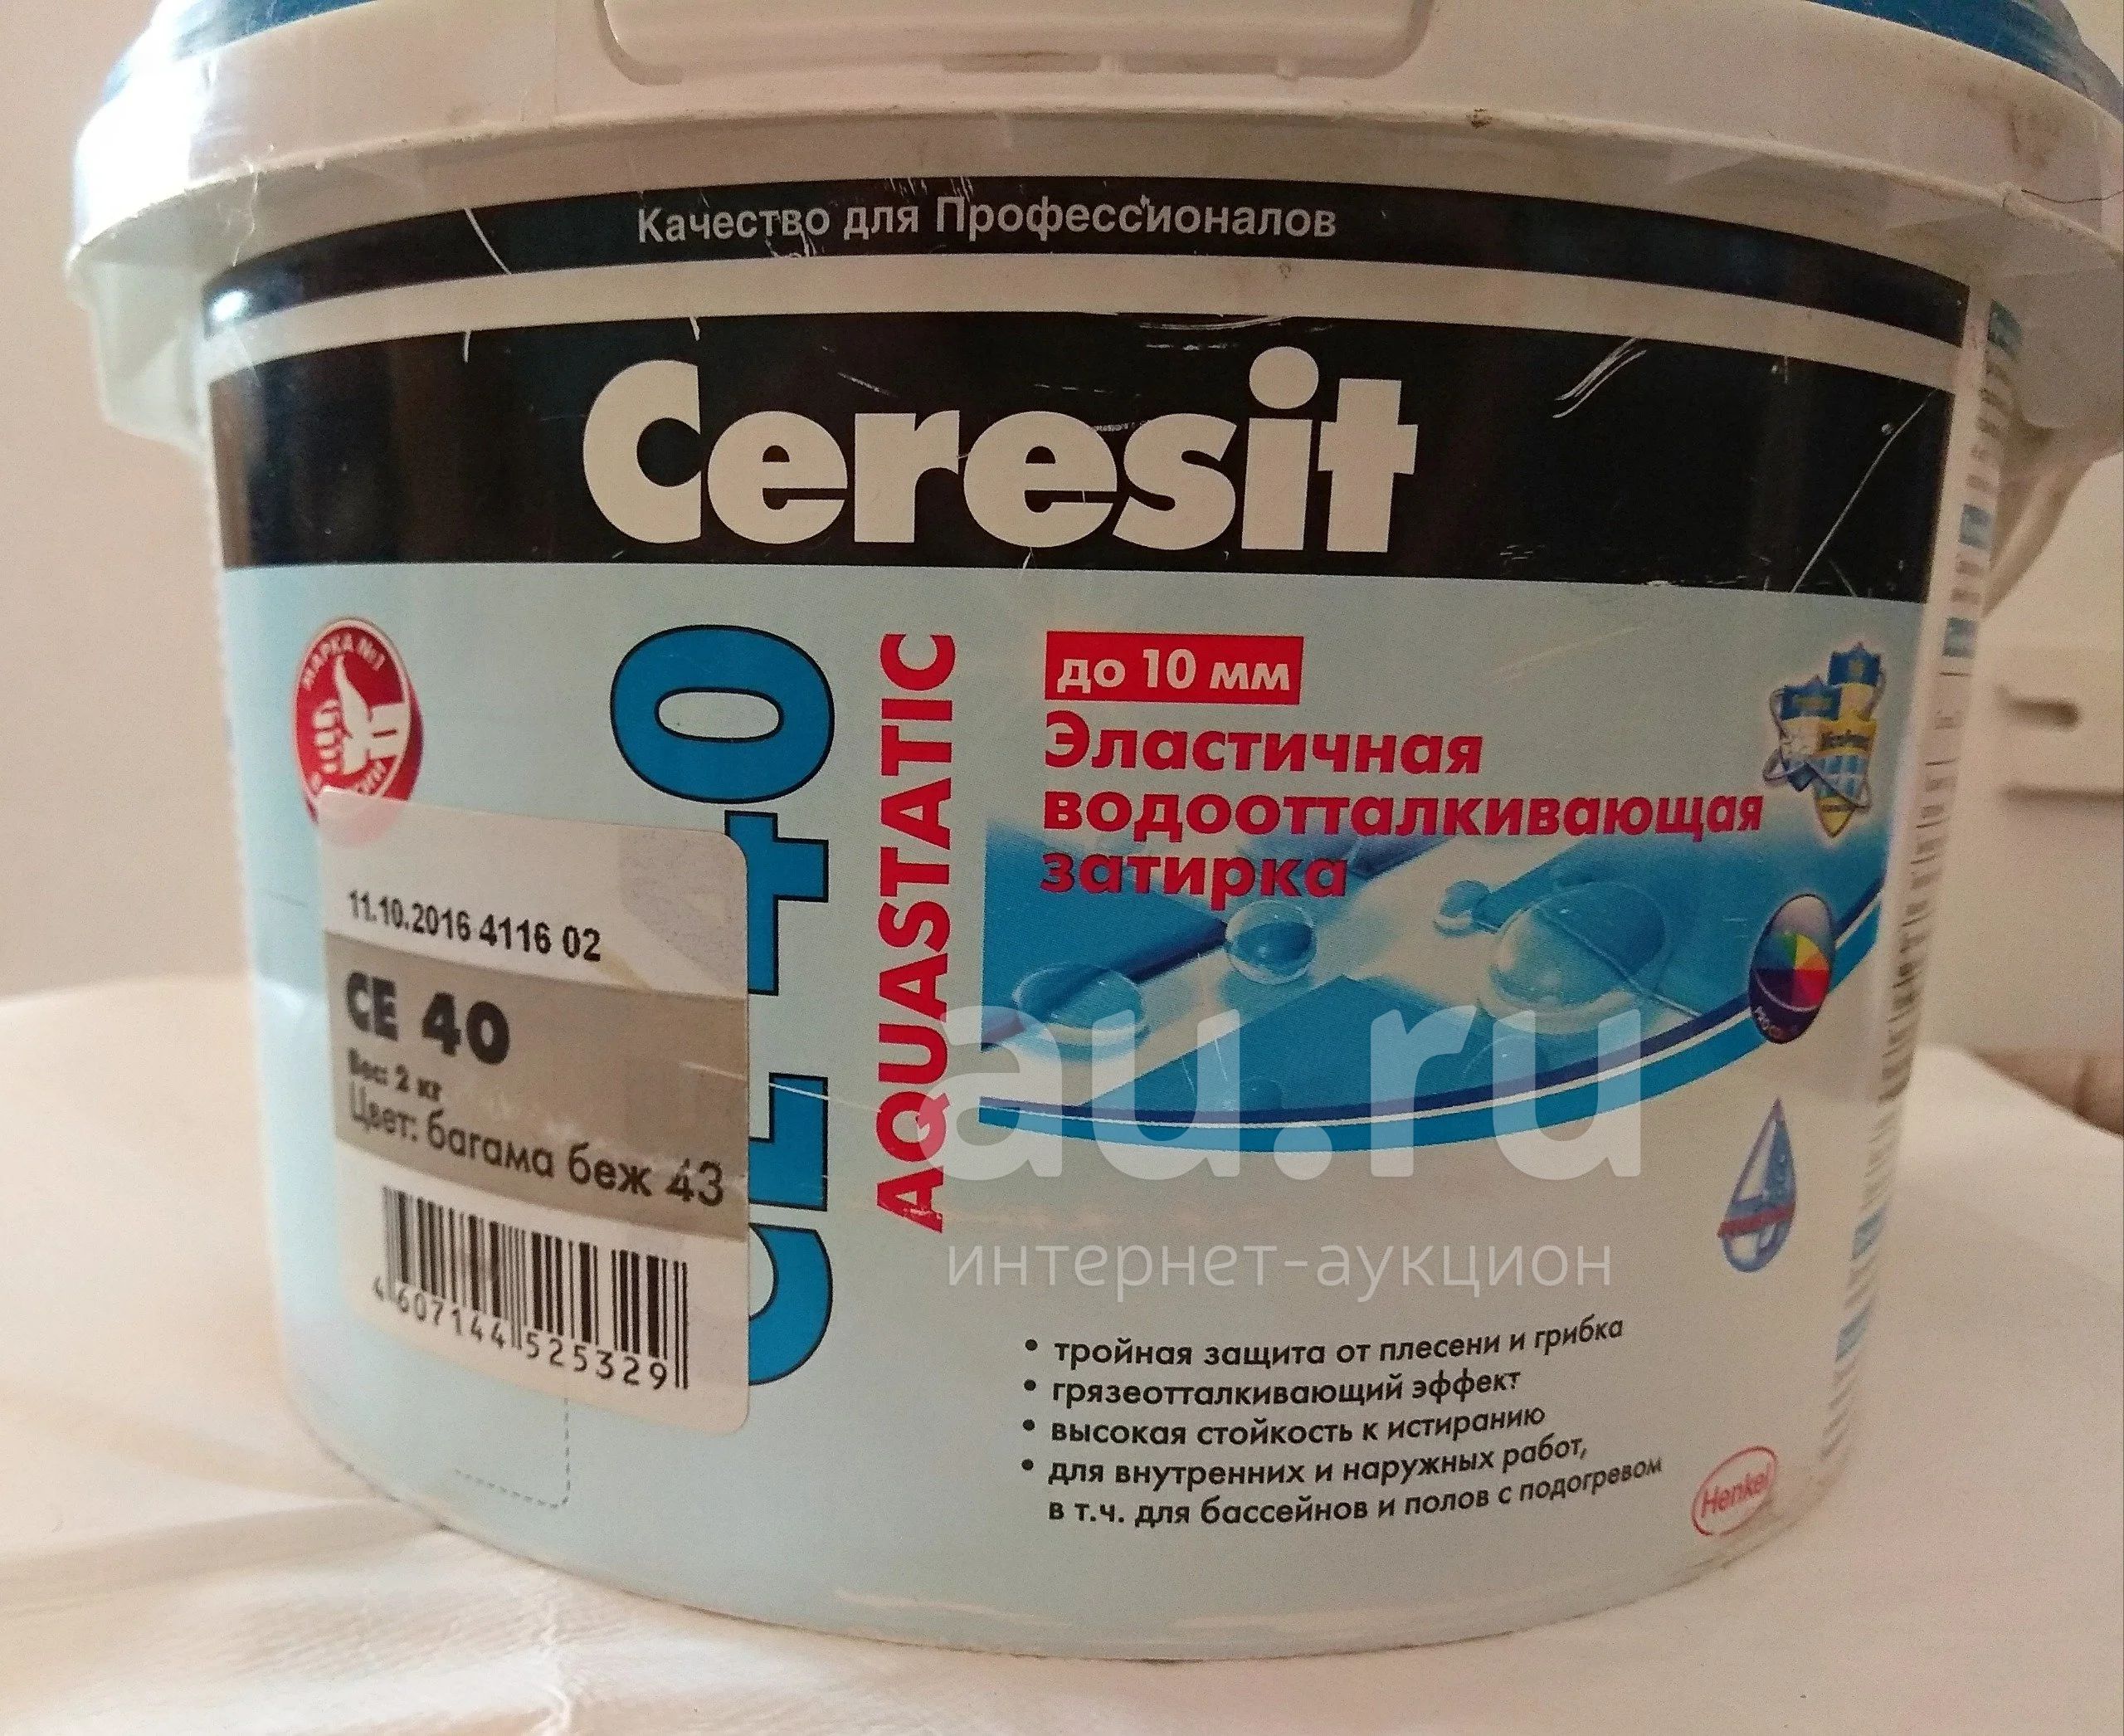 Качество для Профессионалов
Ceresit
МАРКА №1
CE 40
AQUASTATIC
до 10 мм
Эластичная
водоотталкивающая
затирка
11.10.2016 4116 02
CE 40
Вес: 2 кг
Цвет: багама беж 43
4607144525329
au.ru
интернет-аукцион
• тройная защита от плесени и грибка
• грязеотталкивающий эффект
• высокая стойкость к истиранию
• для внутренних и наружных работ,
в т.ч. для бассейнов и полов с подогревом
Henkel